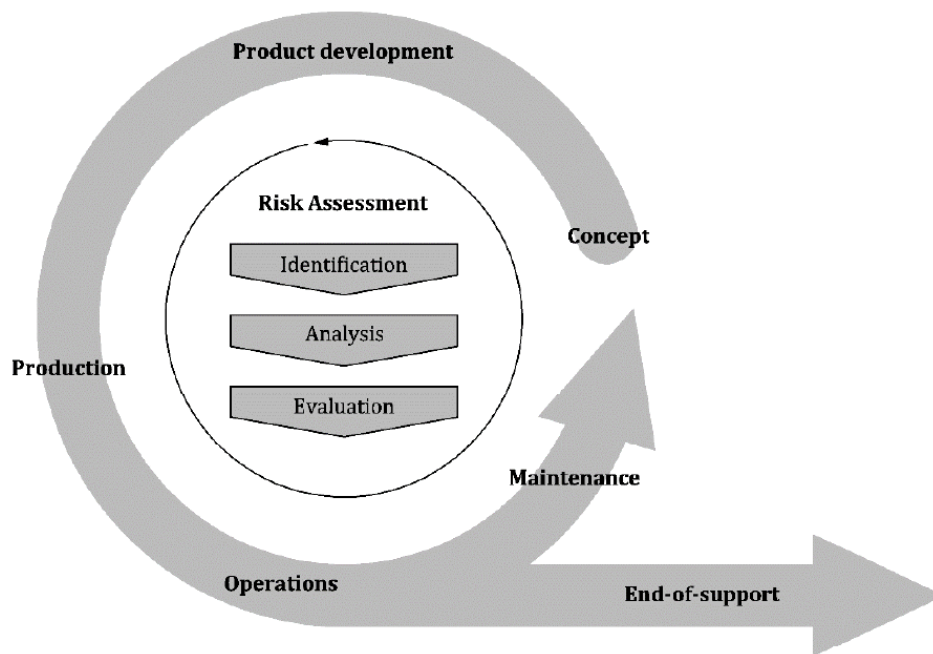 Product development
Risk Assessment
Concept
Identification
Analysis
Production
Evaluation
Maintenance
Operations
End-of-support